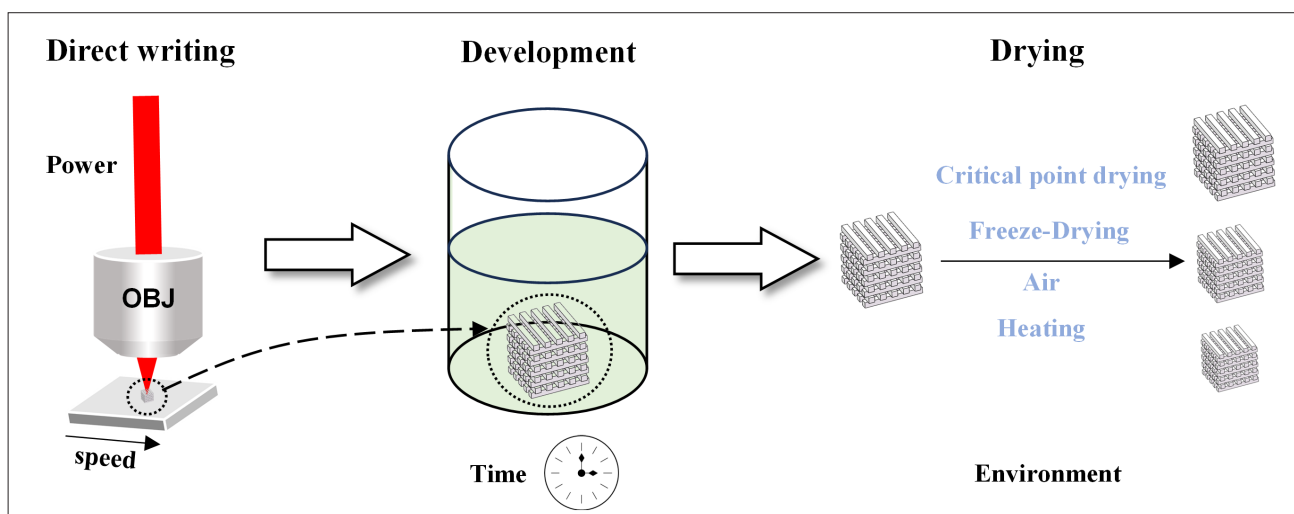 Direct writing
Development
Drying
Power
OBJ
speed
Time
Critical point drying
Freeze-Drying
Air
Heating
Environment